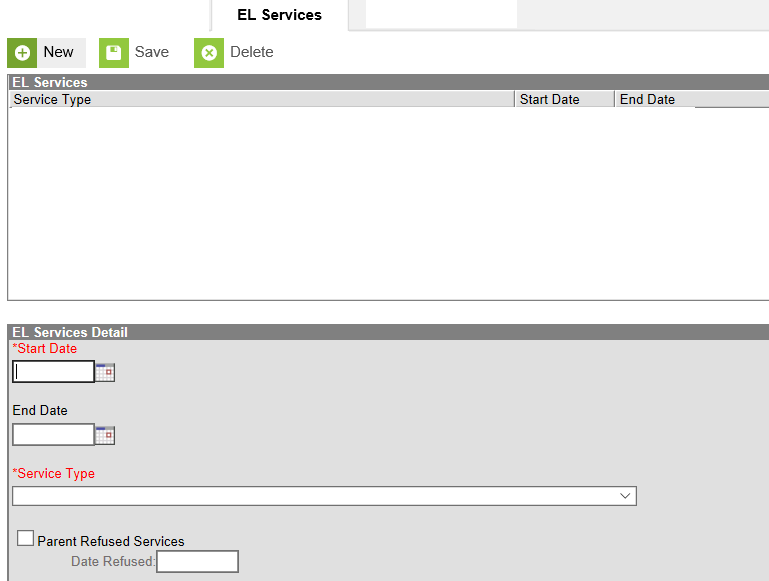 EL Services
New Save Delete
EL Services
Service Type Start Date End Date
EL Services Detail
*Start Date
End Date
*Service Type
Parent Refused Services
Date Refused: